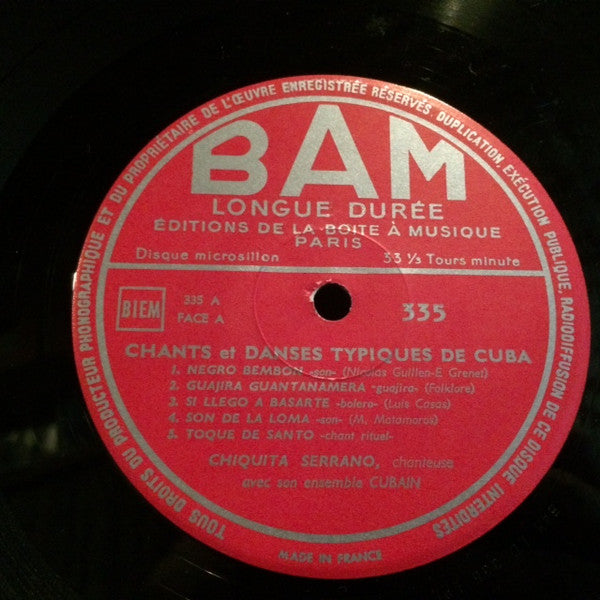 TOUS DROITS DU PRODUCTEUR PHONOGRAPHIQUE ET DU PROPRIÉTAIRE DE L'ŒUVRE ENREGISTRÉE RÉSERVÉS. DUPLICATION, EXÉCUTION PUBLIQUE, RADIODIFFUSION DE CE DISQUE INTERDITES
BAM
LONGUE DURÉE
ÉDITIONS DE LA BOITE À MUSIQUE
PARIS
Disque microsillon 33 ⅓ Tours minute
BIEM
335 A
FACE A
335
CHANTS et DANSES TYPIQUES DE CUBA
1. NEGRO BEMBON -son- (Nicolas Guillen-E Grenet)
2. GUAJIRA GUANTANAMERA -guajira- (Folklore)
3. SI LLEGO A BASARTE -bolero- (Luis Casas)
4. SON DE LA LOMA -son- (M. Matamoros)
5. TOQUE DE SANTO -chant rituel-
CHIQUITA SERRANO, chanteuse
avec son ensemble CUBAIN
MADE IN FRANCE